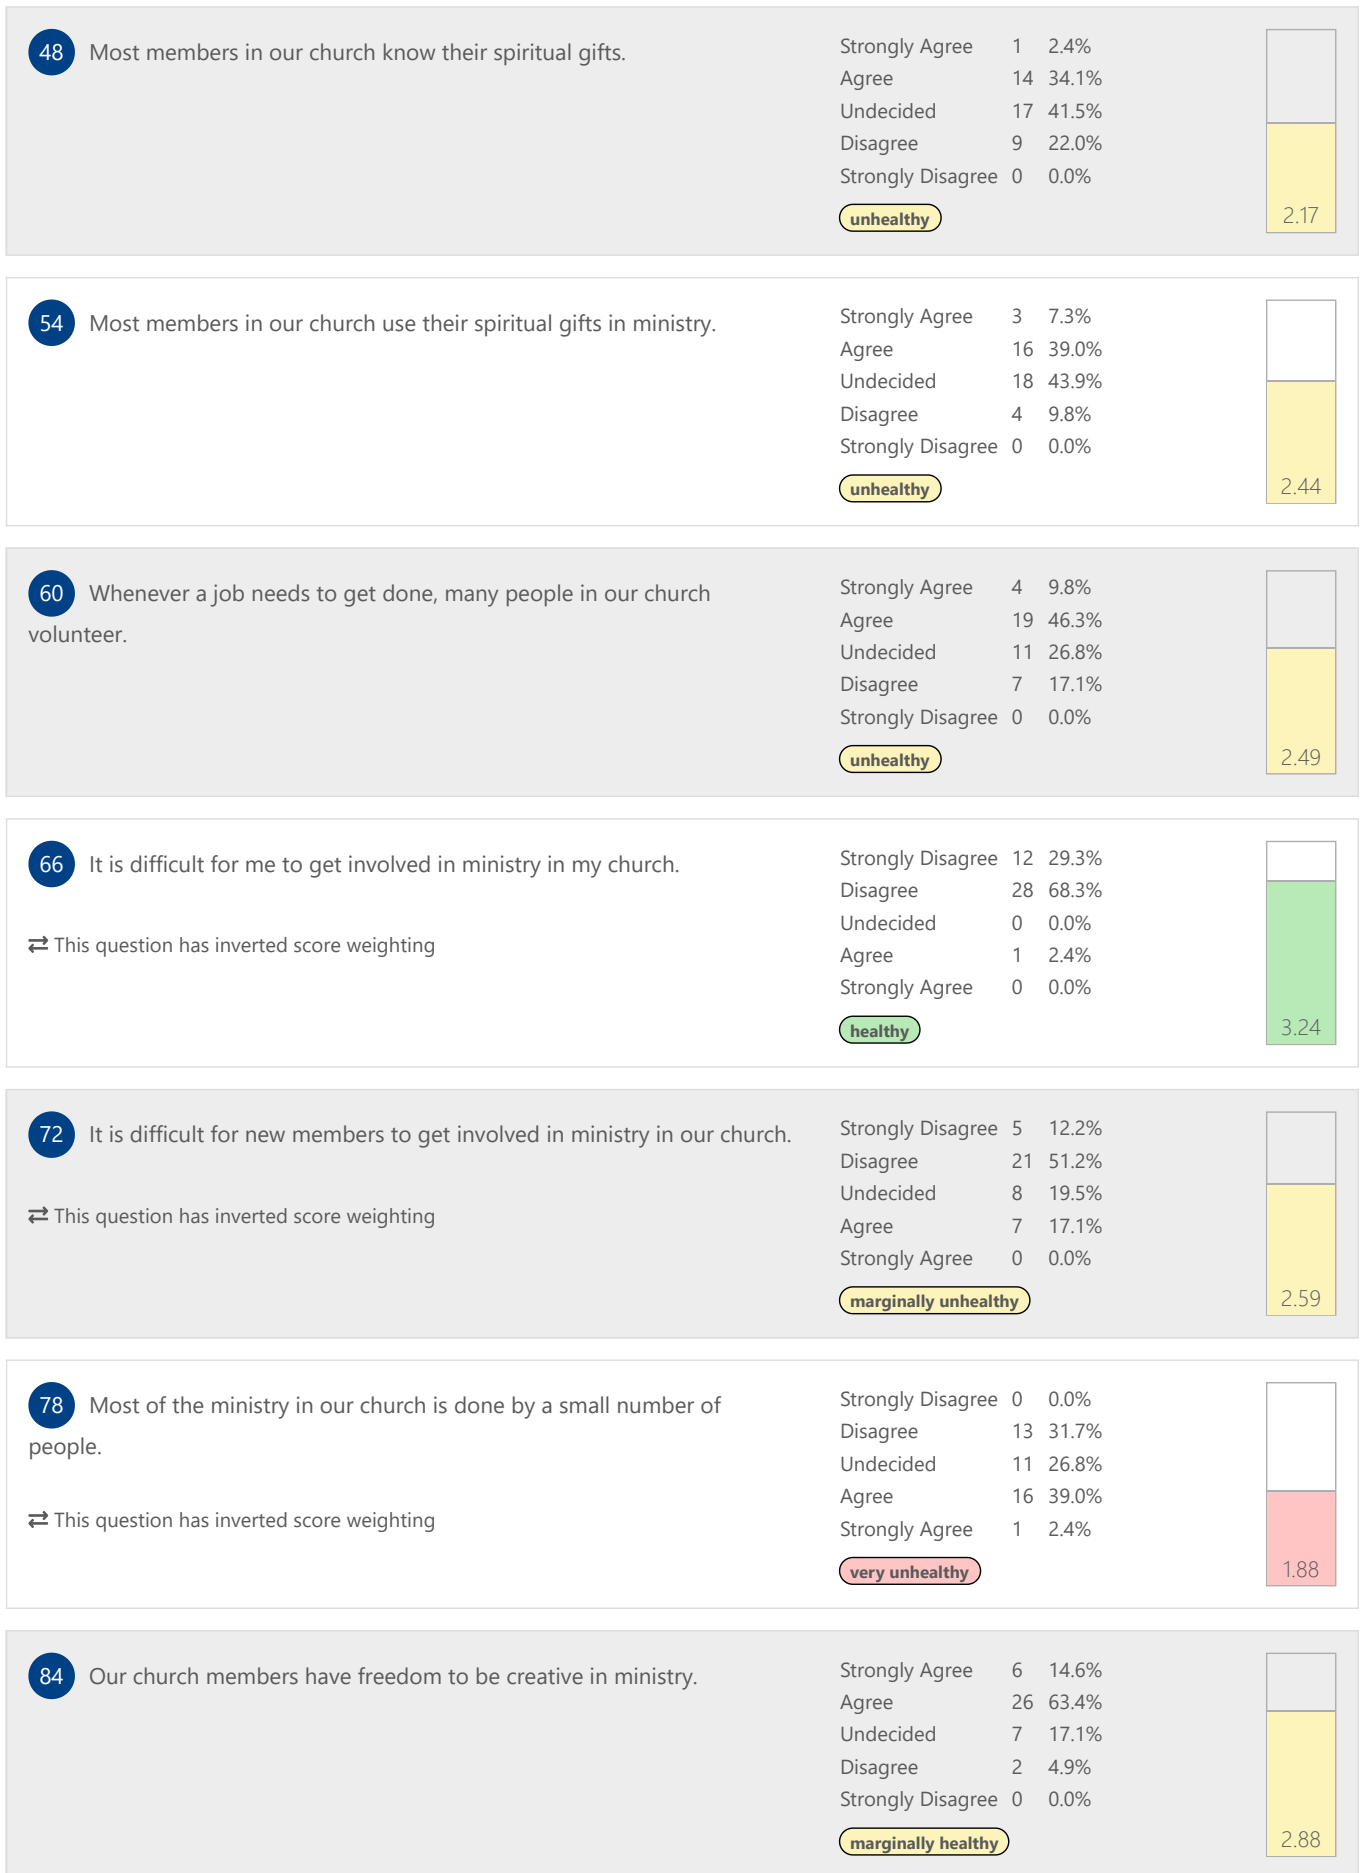 48 Most members in our church know their spiritual gifts.
Strongly Agree 1 2.4%
Agree 14 34.1%
Undecided 17 41.5%
Disagree 9 22.0%
Strongly Disagree 0 0.0%
unhealthy
2.17
54 Most members in our church use their spiritual gifts in ministry.
Strongly Agree 3 7.3%
Agree 16 39.0%
Undecided 18 43.9%
Disagree 4 9.8%
Strongly Disagree 0 0.0%
unhealthy
2.44
60 Whenever a job needs to get done, many people in our church
volunteer.
Strongly Agree 4 9.8%
Agree 19 46.3%
Undecided 11 26.8%
Disagree 7 17.1%
Strongly Disagree 0 0.0%
unhealthy
2.49
66 It is difficult for me to get involved in ministry in my church.
⇄ This question has inverted score weighting
Strongly Disagree 12 29.3%
Disagree 28 68.3%
Undecided 0 0.0%
Agree 1 2.4%
Strongly Agree 0 0.0%
healthy
3.24
72 It is difficult for new members to get involved in ministry in our church.
⇄ This question has inverted score weighting
Strongly Disagree 5 12.2%
Disagree 21 51.2%
Undecided 8 19.5%
Agree 7 17.1%
Strongly Agree 0 0.0%
marginally unhealthy
2.59
78 Most of the ministry in our church is done by a small number of
people.
⇄ This question has inverted score weighting
Strongly Disagree 0 0.0%
Disagree 13 31.7%
Undecided 11 26.8%
Agree 16 39.0%
Strongly Agree 1 2.4%
very unhealthy
1.88
84 Our church members have freedom to be creative in ministry.
Strongly Agree 6 14.6%
Agree 26 63.4%
Undecided 7 17.1%
Disagree 2 4.9%
Strongly Disagree 0 0.0%
marginally healthy
2.88